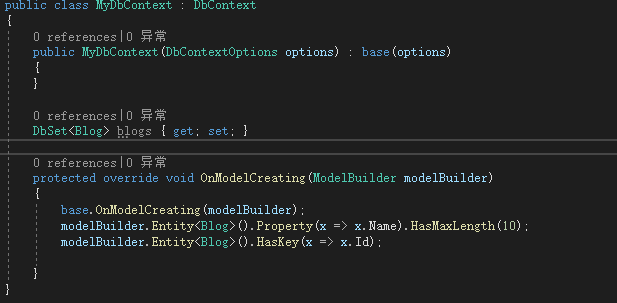 public class MyDbContext : DbContext
{
0 references|0 异常
public MyDbContext(DbContextOptions options) : base(options)
{
}
0 references|0 异常
DbSet<Blog> blogs { get; set; }
0 references|0 异常
protected override void OnModelCreating(ModelBuilder modelBuilder)
{
base.OnModelCreating(modelBuilder);
modelBuilder.Entity<Blog>().Property(x => x.Name).HasMaxLength(10);
modelBuilder.Entity<Blog>().HasKey(x => x.Id);
}
}